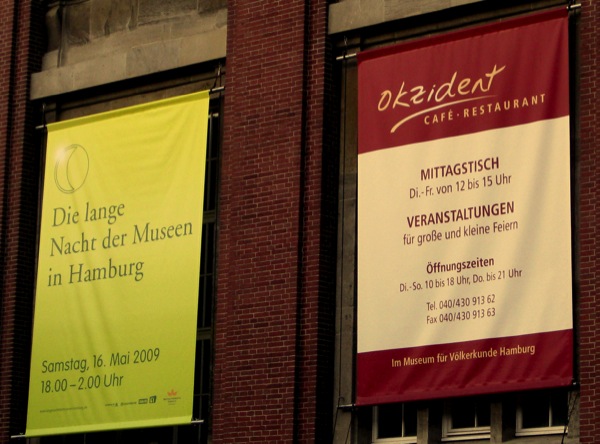 Die lange
Nacht der Museen
in Hamburg
Samstag, 16. Mai 2009
18.00 – 2.00 Uhr
okzident
CAFÉ · RESTAURANT
MITTAGSTISCH
Di.- Fr. von 12 bis 15 Uhr
VERANSTALTUNGEN
für große und kleine Feiern
Öffnungszeiten
Di.- So. 10 bis 18 Uhr, Do. bis 21 Uhr
Tel. 040/430 913 62
Fax 040/430 913 63
Im Museum für Völkerkunde Hamburg